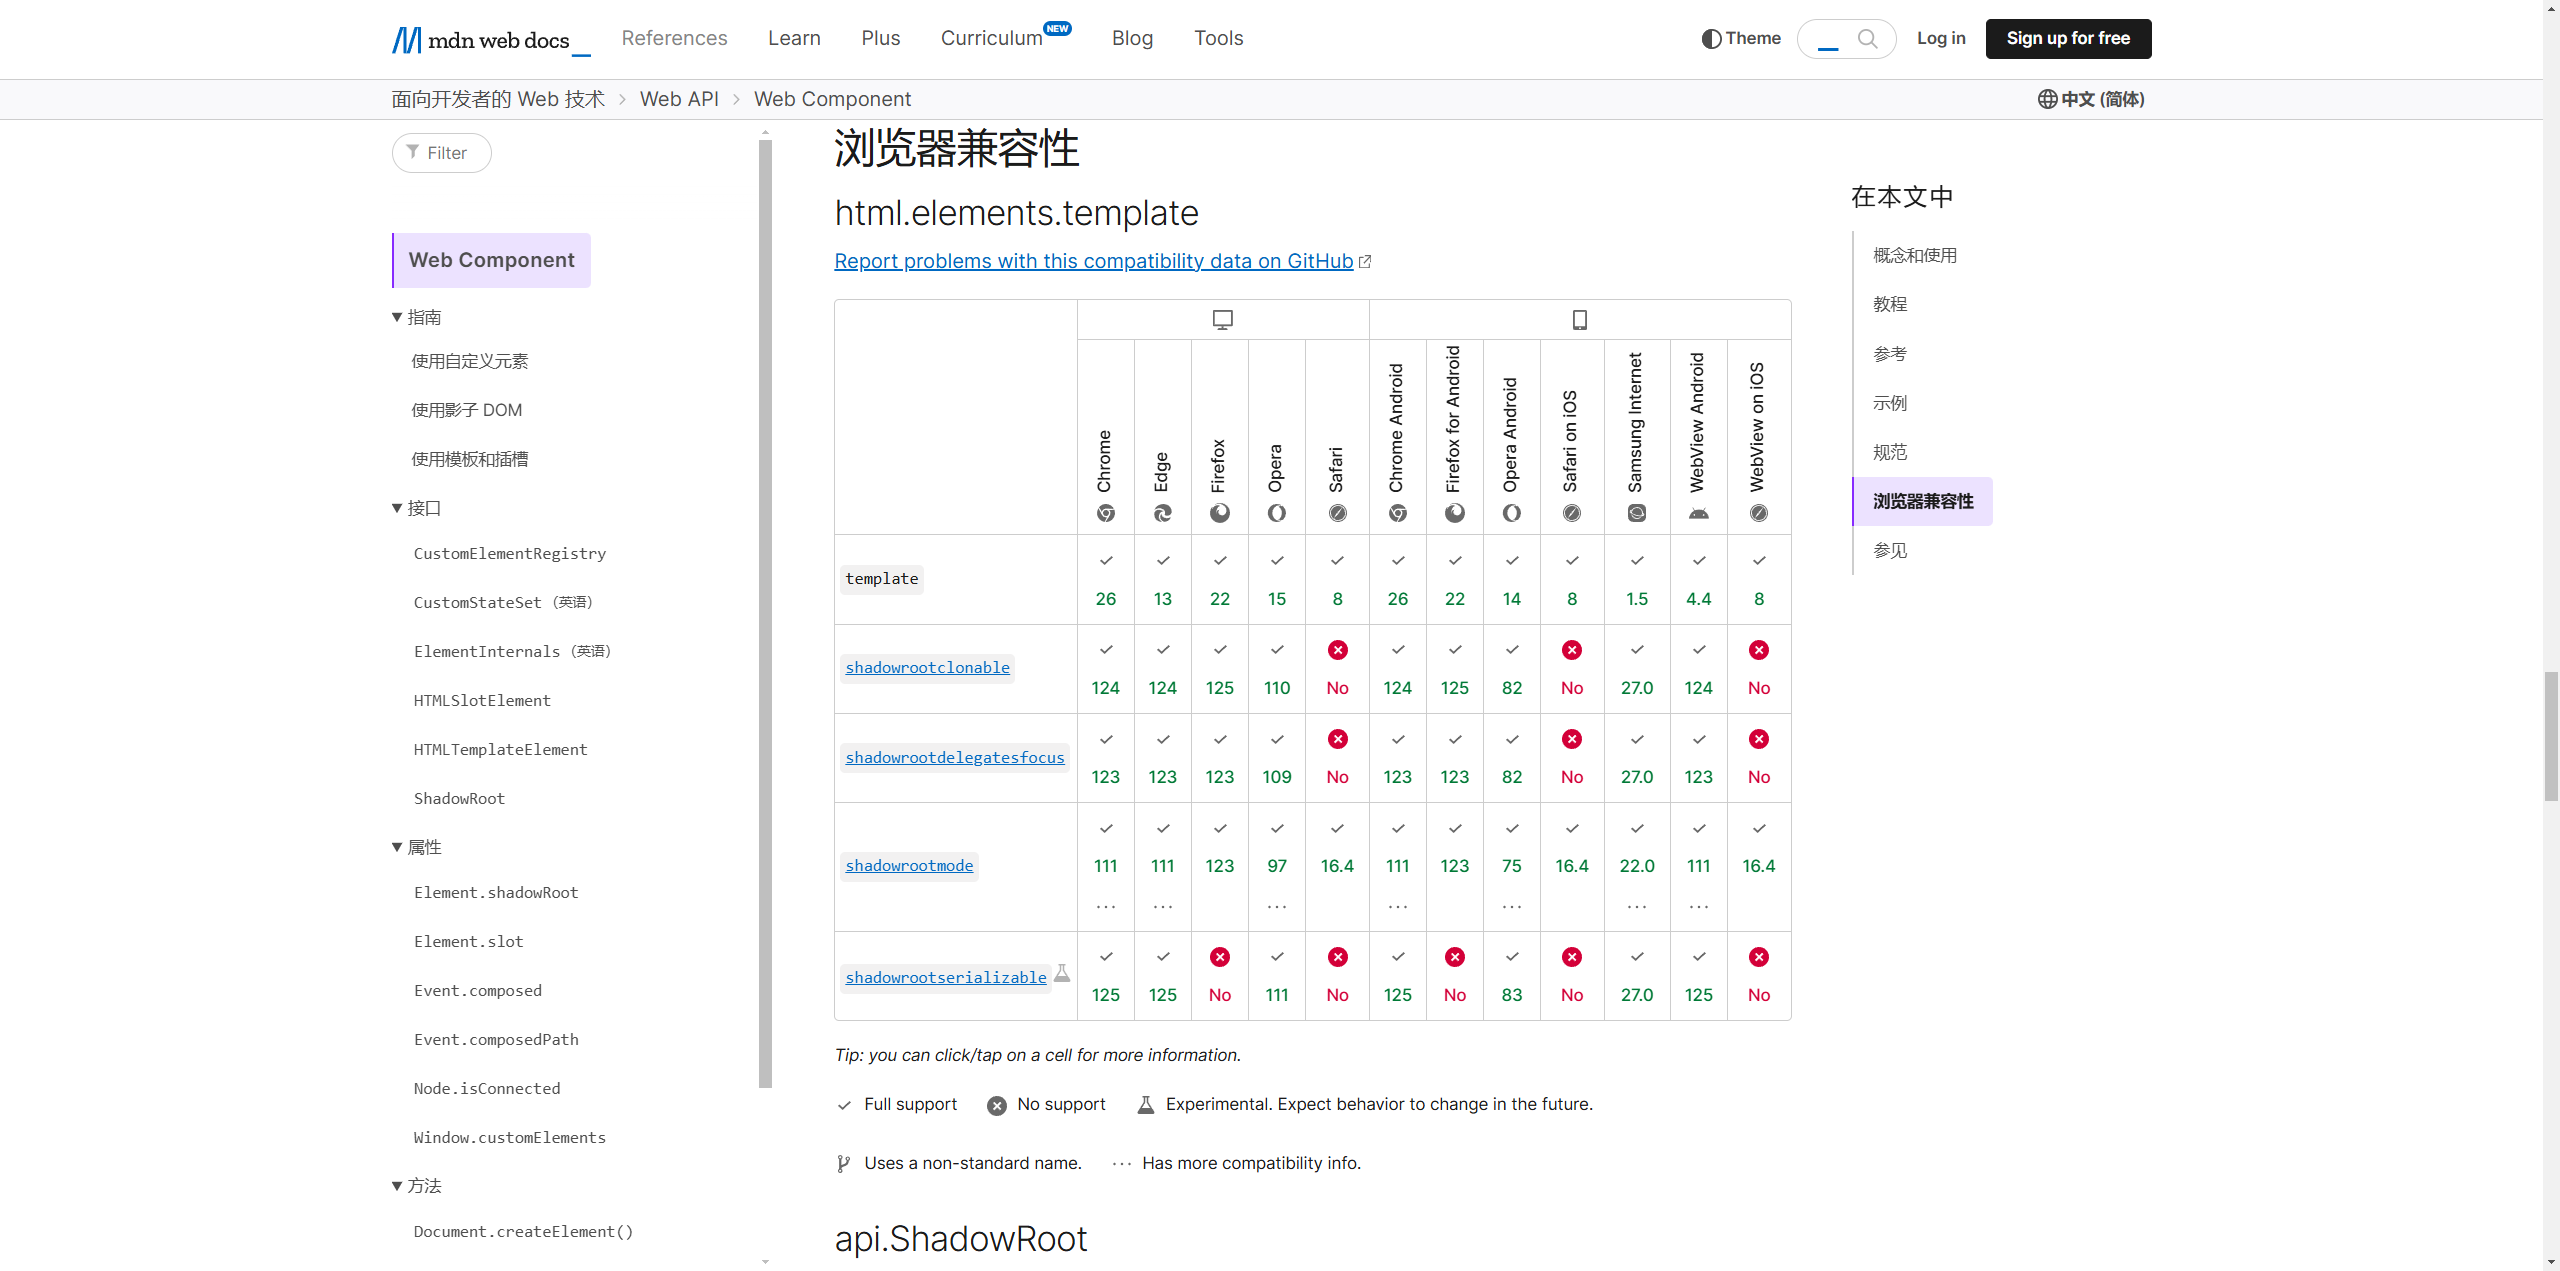 mdn web docs_
References
Learn
Plus
Curriculum NEW
Blog
Tools
Theme
Log in
Sign up for free
面向开发者的 Web 技术 > Web API > Web Component
中文 (简体)
Filter
Web Component
指南
使用自定义元素
使用影子 DOM
使用模板和插槽
接口
CustomElementRegistry
CustomStateSet（英语）
ElementInternals（英语）
HTMLSlotElement
HTMLTemplateElement
ShadowRoot
属性
Element.shadowRoot
Element.slot
Event.composed
Event.composedPath
Node.isConnected
Window.customElements
方法
Document.createElement()
浏览器兼容性
html.elements.template
Report problems with this compatibility data on GitHub
Chrome
Edge
Firefox
Opera
Safari
Chrome Android
Firefox for Android
Opera Android
Safari on iOS
Samsung Internet
WebView Android
WebView on iOS
template 26 13 22 15 8 26 22 14 8 1.5 4.4 8
shadowrootclonable 124 124 125 110 No 124 125 82 No 27.0 124 No
shadowrootdelegatesfocus 123 123 123 109 No 123 123 82 No 27.0 123 No
shadowrootmode 111 111 123 97 16.4 111 123 75 16.4 22.0 111 16.4
... ... ... ... ... ... ...
shadowrootserializable 125 125 No 111 No 125 No 83 No 27.0 125 No
Tip: you can click/tap on a cell for more information.
Full support
No support
Experimental. Expect behavior to change in the future.
Uses a non-standard name.
... Has more compatibility info.
api.ShadowRoot
在本文中
概念和使用
教程
参考
示例
规范
浏览器兼容性
参见